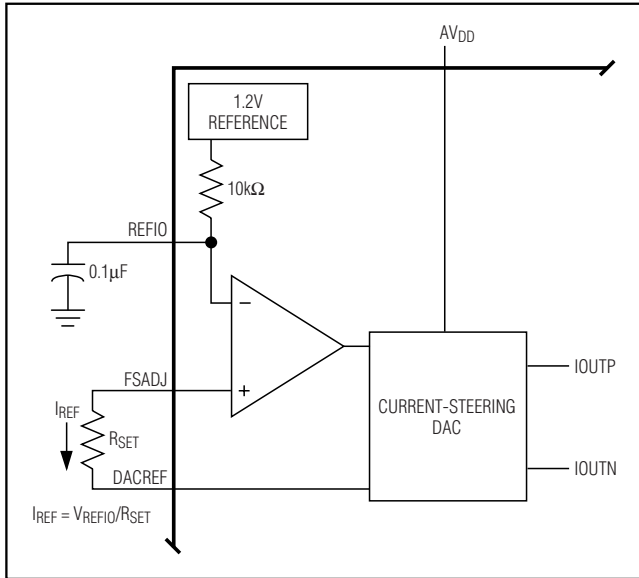 AVDD
1.2V
REFERENCE
10kΩ
REFIO
0.1µF
−
FSADJ
+
IREF
RSET
DACREF
CURRENT-STEERING
DAC
IOUTP
IOUTN
IREF = VREFIO/RSET